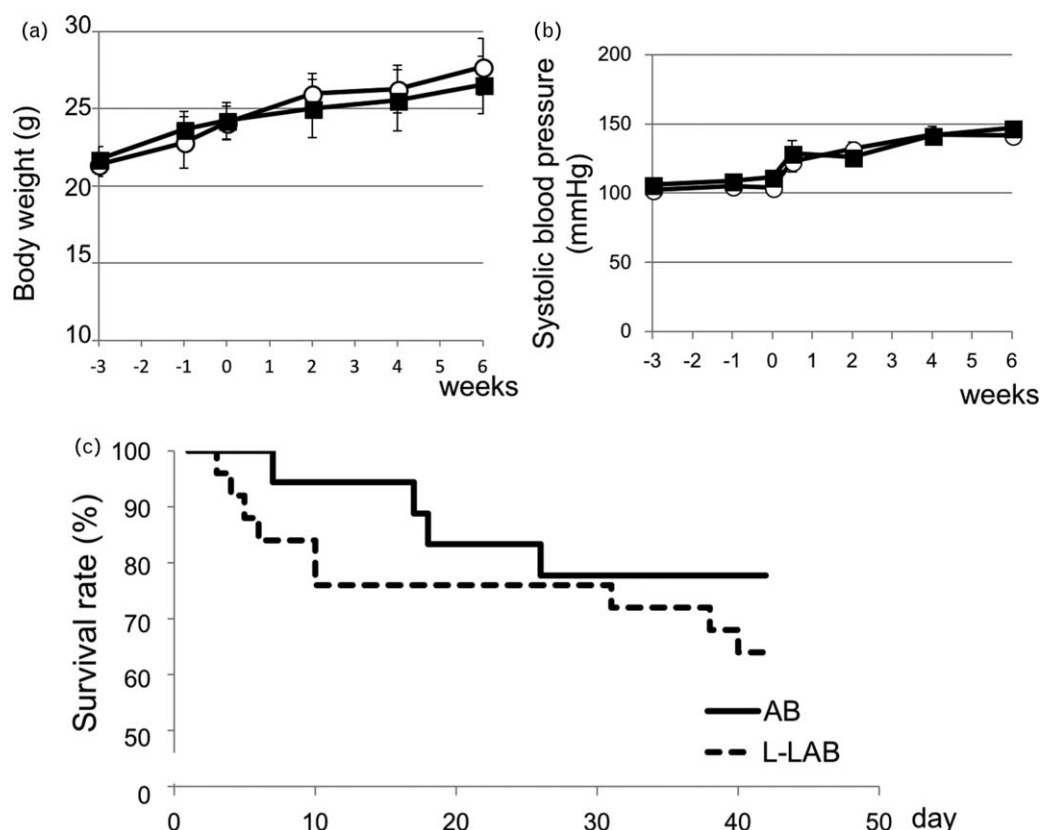 (a)
30
25
20
15
10
Body weight (g)
-3 -2 -1 0 1 2 3 4 5 6
weeks
(b)
200
150
100
50
0
Systolic blood pressure
(mmHg)
-3 -2 -1 0 1 2 3 4 5 6
weeks
(c)
100
90
80
70
60
50
0
Survival rate (%)
AB
L-LAB
0 10 20 30 40 50
day